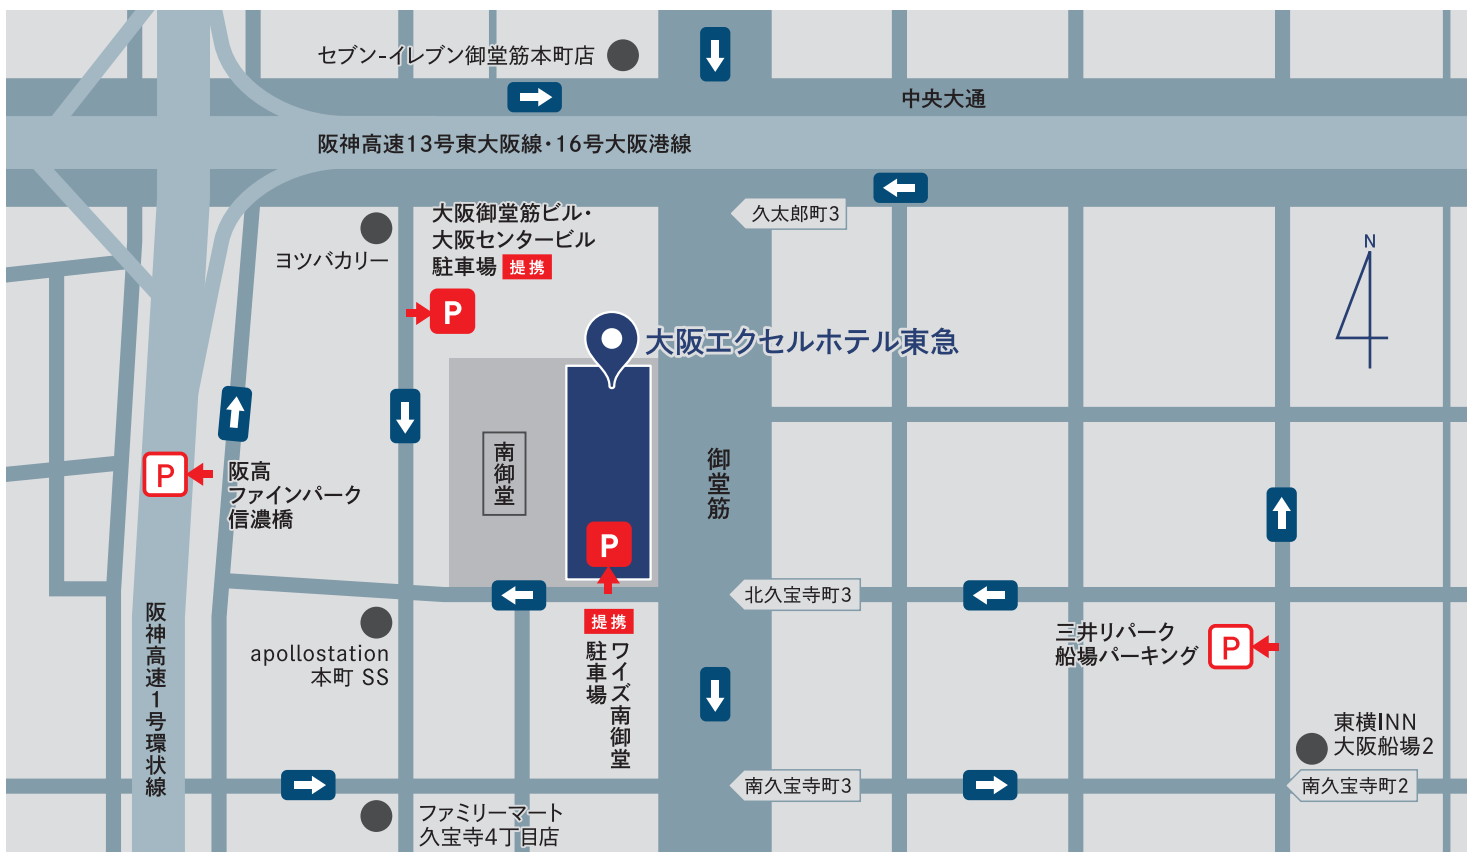 セブン-イレブン御堂筋本町店
中央大通
阪神高速13号東大阪線・16号大阪港線
久太郎町3
大阪御堂筋ビル・
大阪センタービル
駐車場 提携
P
ヨツバカリー
N
大阪エクセルホテル東急
南御堂
御堂筋
P
阪高
ファインパーク
信濃橋
P
北久宝寺町3
提携
ワイズ南御堂
駐車場
三井リパーク
船場パーキング
P
apollostation
本町 SS
阪神高速1号環状線
東横INN
大阪船場2
南久宝寺町3
南久宝寺町2
ファミリーマート
久宝寺4丁目店